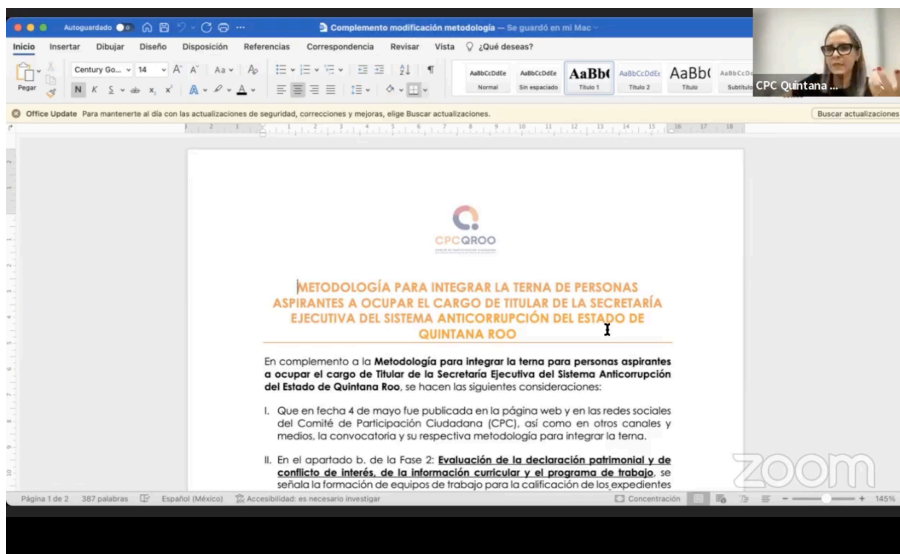 Autoguardado
Complemento modificación metodología — Se guardó en mi Mac
Inicio Insertar Dibujar Diseño Disposición Referencias Correspondencia Revisar Vista ¿Qué deseas?
Pegar
Century Go... 14
N K S ab
AaBbCcDdEe AaBbCcDdEe AaBb( AaBbCcDdEe AaBb(
Normal Sin espaciado Título 1 Título 2 Título Subtítulo
CPC Quintana ...
Office Update Para mantenerte al día con las actualizaciones de seguridad, correcciones y mejoras, elige Buscar actualizaciones. Buscar actualizaciones
CPCQROO
METODOLOGÍA PARA INTEGRAR LA TERNA DE PERSONAS
ASPIRANTES A OCUPAR EL CARGO DE TITULAR DE LA SECRETARÍA
EJECUTIVA DEL SISTEMA ANTICORRUPCIÓN DEL ESTADO DE
QUINTANA ROO
En complemento a la Metodología para integrar la terna para personas aspirantes
a ocupar el cargo de Titular de la Secretaría Ejecutiva del Sistema Anticorrupción
del Estado de Quintana Roo, se hacen las siguientes consideraciones:
I. Que en fecha 4 de mayo fue publicada en la página web y en las redes sociales
del Comité de Participación Ciudadana (CPC), así como en otros canales y
medios, la convocatoria y su respectiva metodología para integrar la terna.
II. En el apartado b. de la Fase 2: Evaluación de la declaración patrimonial y de
conflicto de interés, de la información curricular y el programa de trabajo, se
señala la formación de equipos de trabajo para la calificación de los expedientes
zoom
Página 1 de 2 387 palabras Español (México) Accesibilidad: es necesario investigar Concentración 145%